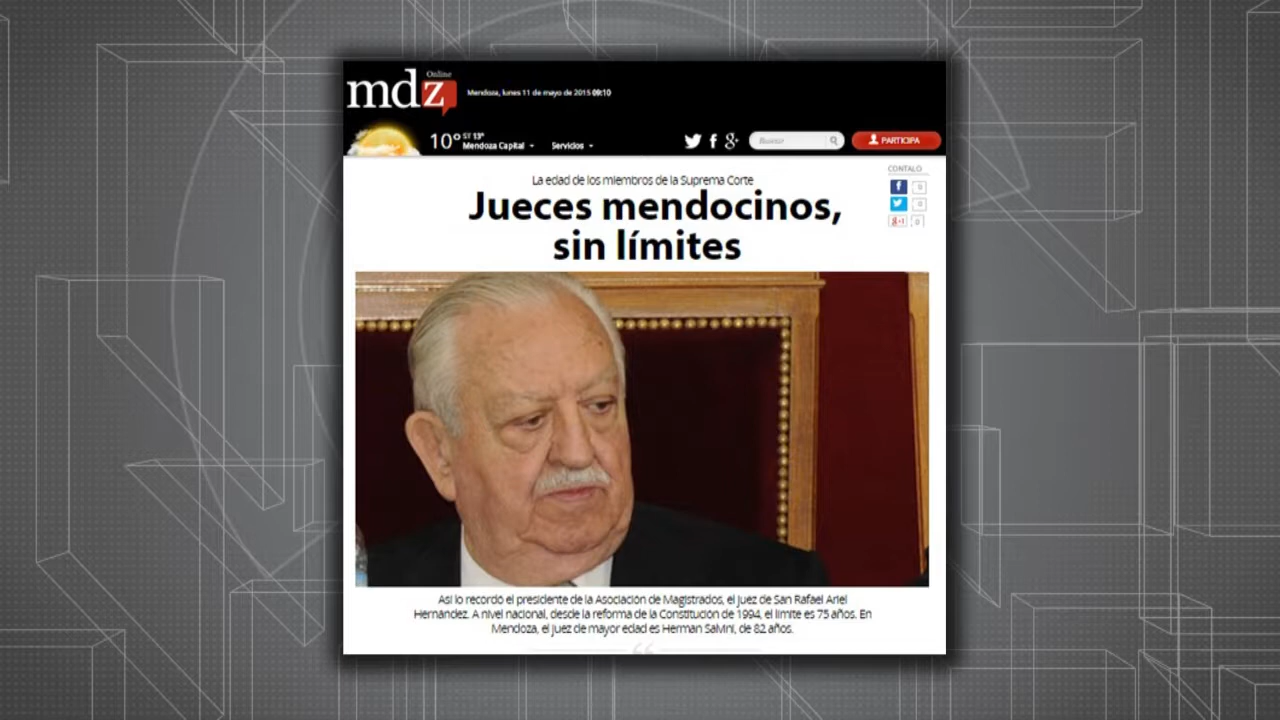 mdz Online
Mendoza, lunes 11 de mayo de 2015 09:10
10° ST 13°
Mendoza Capital
Servicios
Buscar
PARTICIPA
CONTALO
0
0
+1 0
La edad de los miembros de la Suprema Corte
Jueces mendocinos,
sin límites
Así lo recordó el presidente de la Asociación de Magistrados, el juez de San Rafael Ariel
Hernández. A nivel nacional, desde la reforma de la Constitución de 1994, el límite es 75 años. En
Mendoza, el juez de mayor edad es Herman Salvini, de 82 años.